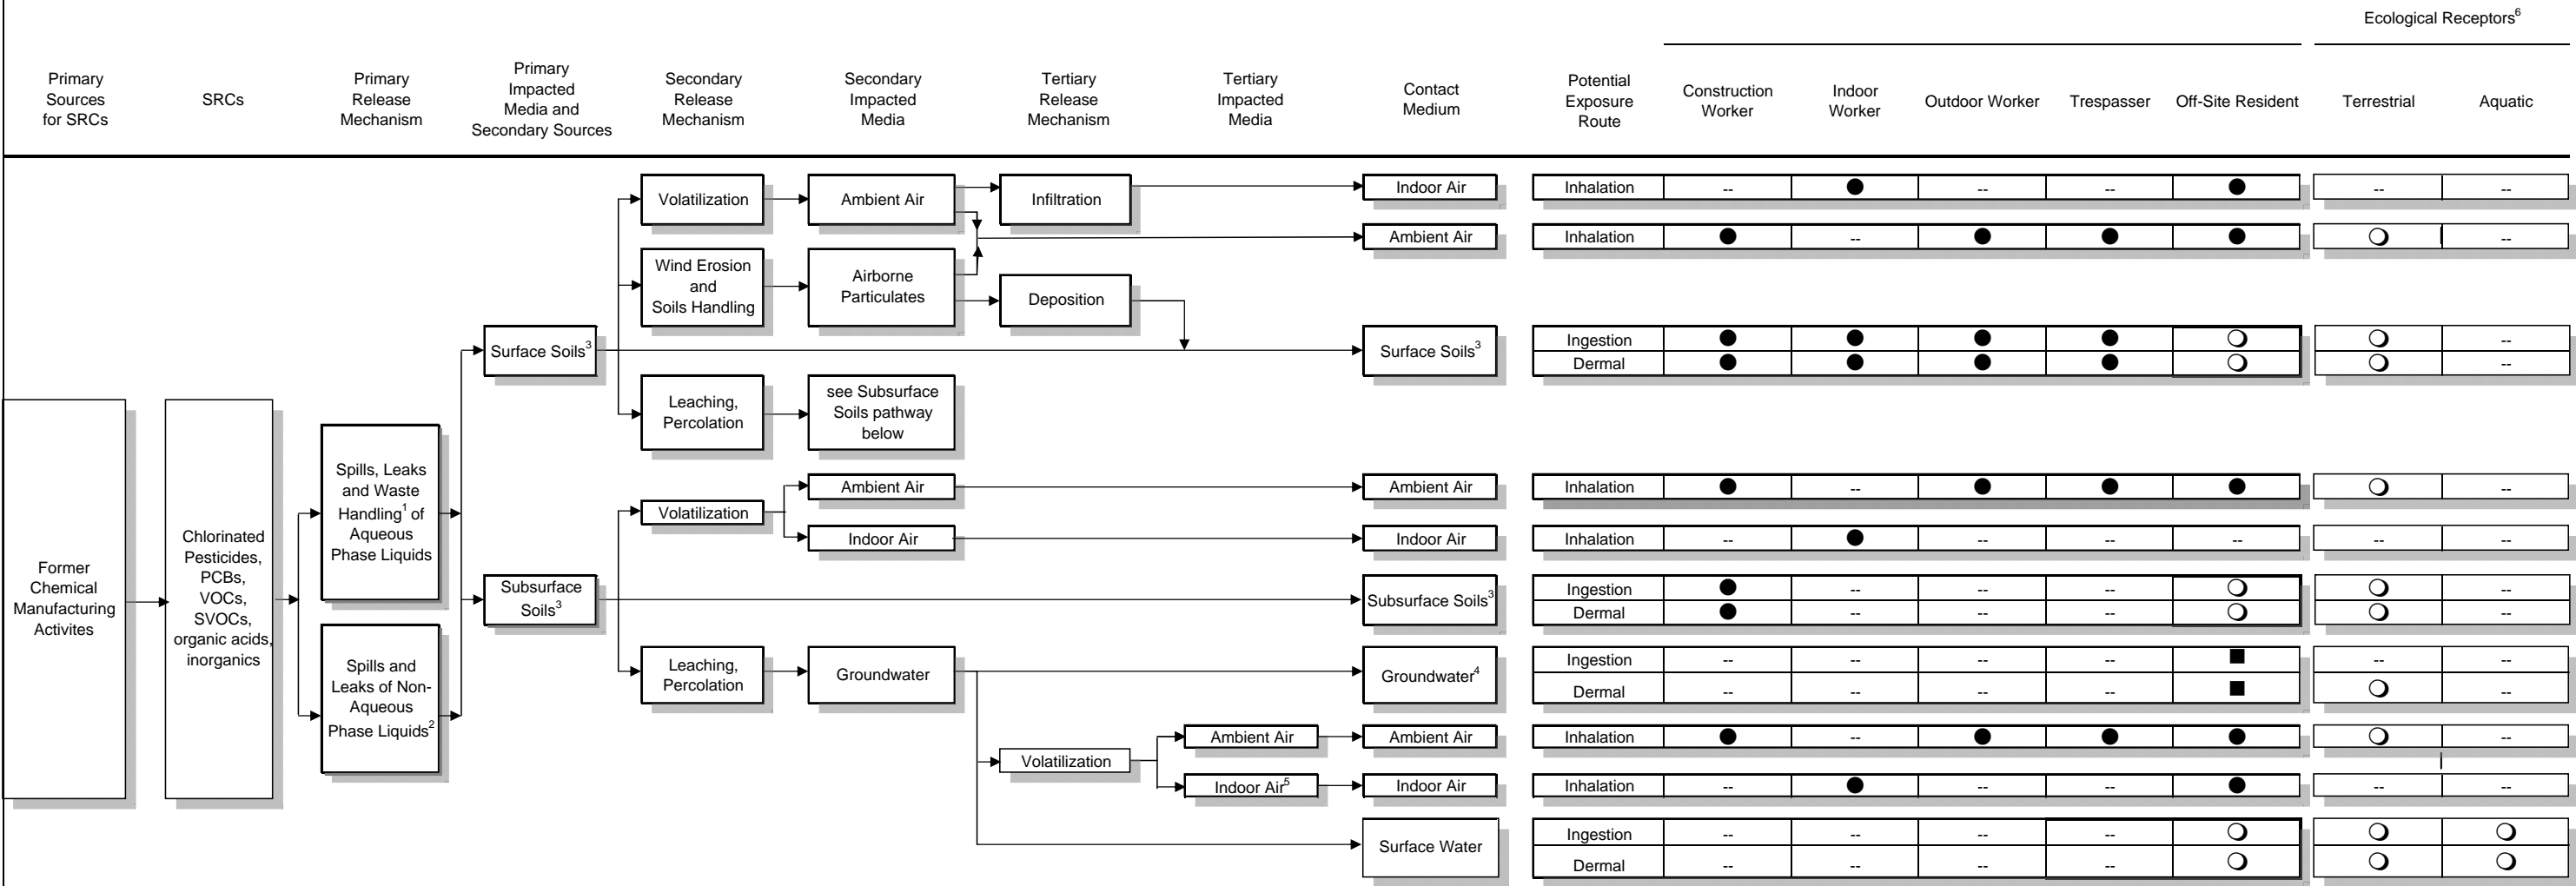 Ecological Receptors6
Primary
Sources
for SRCs
SRCs
Primary
Release
Mechanism
Primary
Impacted
Media and
Secondary Sources
Secondary
Release
Mechanism
Secondary
Impacted
Media
Tertiary
Release
Mechanism
Tertiary
Impacted
Media
Contact
Medium
Potential
Exposure
Route
Construction
Worker
Indoor
Worker
Outdoor Worker
Trespasser
Off-Site Resident
Terrestrial
Aquatic
Volatilization
Ambient Air
Infiltration
Indoor Air
Inhalation -- ● -- -- ● -- --
Ambient Air
Inhalation ● -- ● ● ● ❍ --
Wind Erosion
and
Soils Handling
Airborne
Particulates
Deposition
Surface Soils3
Surface Soils3
Ingestion ● ● ● ● ❍ ❍ --
Dermal ● ● ● ● ❍ ❍ --
Leaching,
Percolation
see Subsurface
Soils pathway
below
Former
Chemical
Manufacturing
Activites
Chlorinated
Pesticides,
PCBs,
VOCs,
SVOCs,
organic acids,
inorganics
Spills, Leaks
and Waste
Handling1 of
Aqueous
Phase Liquids
Spills and
Leaks of Non-
Aqueous
Phase Liquids2
Volatilization
Ambient Air
Ambient Air
Inhalation ● -- ● ● ● ❍ --
Indoor Air
Indoor Air
Inhalation -- ● -- -- -- -- --
Subsurface
Soils3
Subsurface Soils3
Ingestion ● -- -- -- ❍ ❍ --
Dermal ● -- -- -- ❍ ❍ --
Leaching,
Percolation
Groundwater
Groundwater4
Ingestion -- -- -- -- ■ -- --
Dermal -- -- -- -- ■ ❍ --
Volatilization
Ambient Air
Ambient Air
Inhalation ● -- ● ● ● ❍ --
Indoor Air5
Indoor Air
Inhalation -- ● -- -- ● -- --
Surface Water
Ingestion -- -- -- -- ❍ ❍ ❍
Dermal -- -- -- -- ❍ ❍ ❍